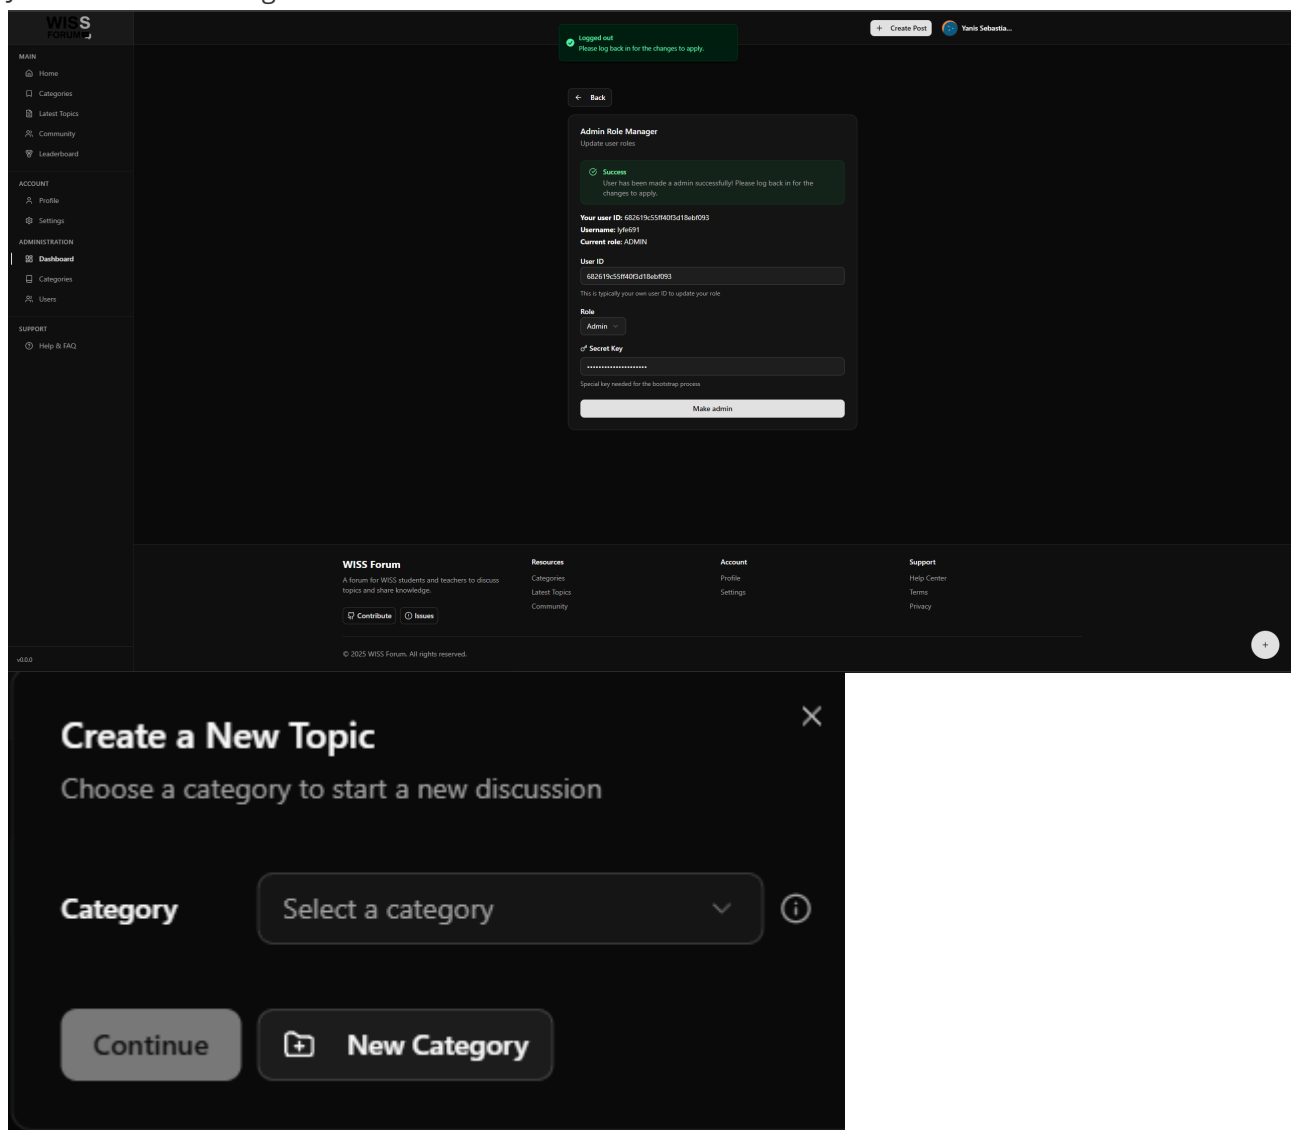 WISS
FORUM
Logged out
Please log back in for the changes to apply.
+ Create Post
Yanis Sebastia...
MAIN
Home
Categories
Latest Topics
Community
Leaderboard
ACCOUNT
Profile
Settings
ADMINISTRATION
Dashboard
Categories
Users
SUPPORT
Help & FAQ
v0.0.0
Back
Admin Role Manager
Update user roles
Success
User has been made a admin successfully! Please log back in for the
changes to apply.
Your user ID: 682619c55ff40f3d18ebf093
Username: lyfe691
Current role: ADMIN
User ID
682619c55ff40f3d18ebf093
This is typically your own user ID to update your role
Role
Admin
Secret Key
Special key needed for the bootstrap process
Make admin
WISS Forum
A forum for WISS students and teachers to discuss
topics and share knowledge.
Contribute
Issues
Resources
Categories
Latest Topics
Community
Account
Profile
Settings
Support
Help Center
Terms
Privacy
© 2025 WISS Forum. All rights reserved.
Create a New Topic
Choose a category to start a new discussion
Category
Select a category
Continue
New Category